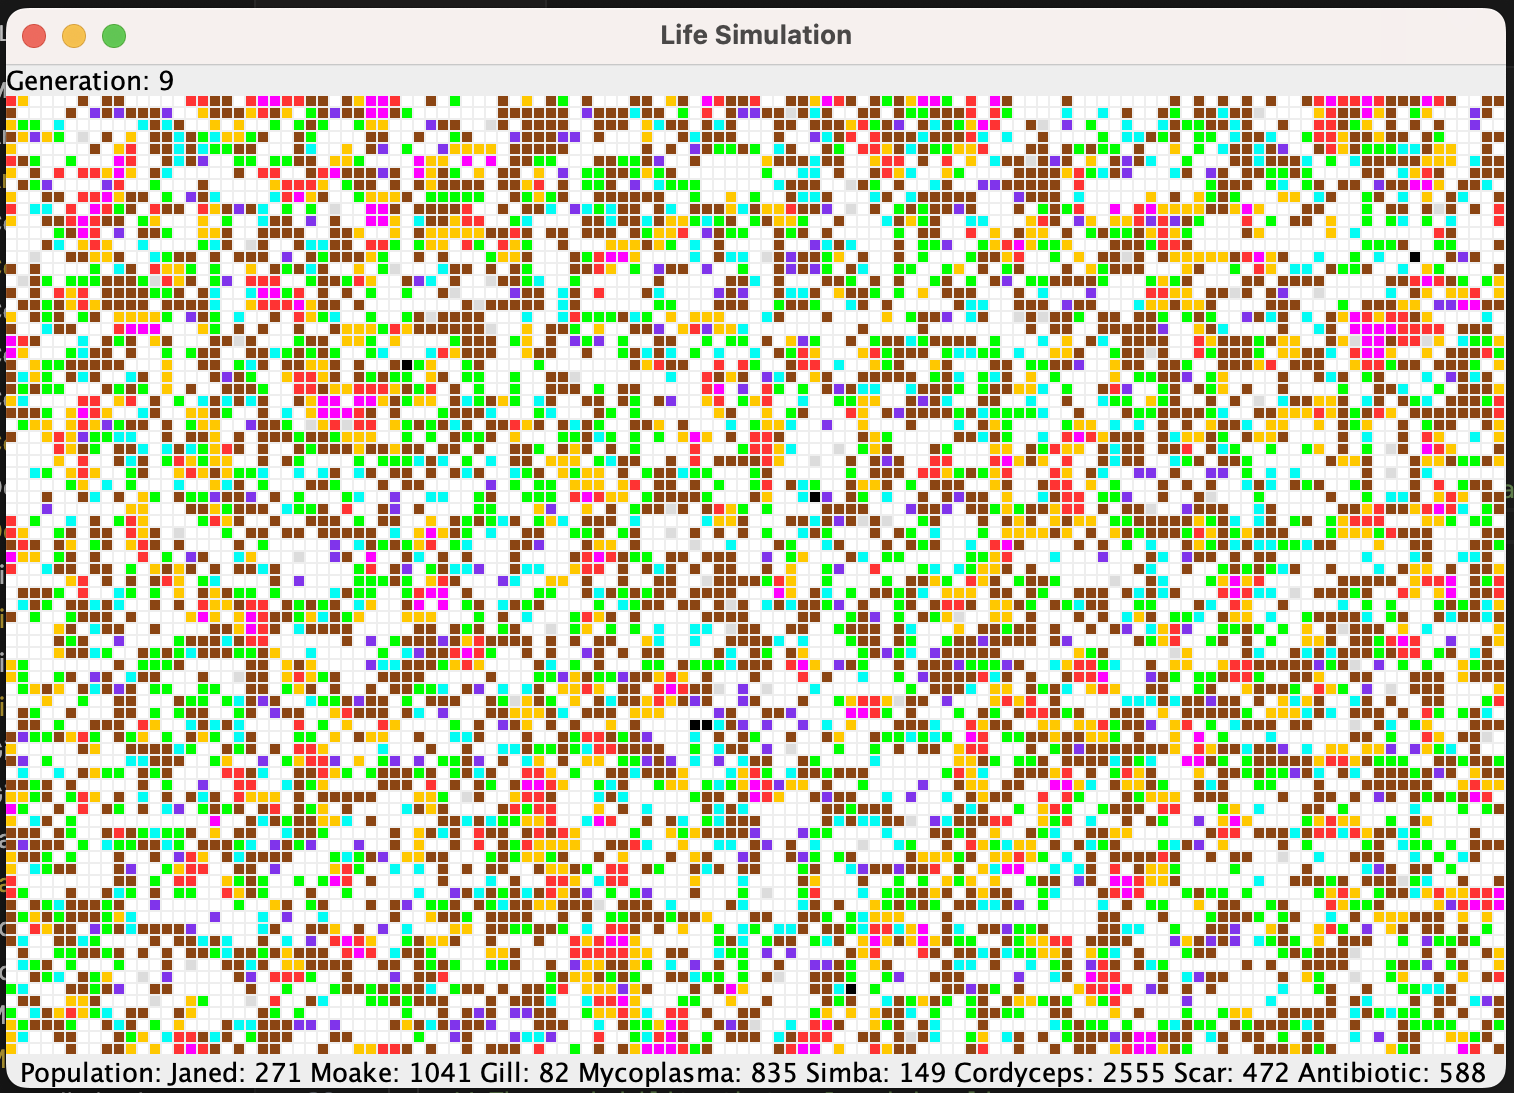 Life Simulation
Generation: 9
Population: Janed: 271 Moake: 1041 Gill: 82 Mycoplasma: 835 Simba: 149 Cordyceps: 2555 Scar: 472 Antibiotic: 588